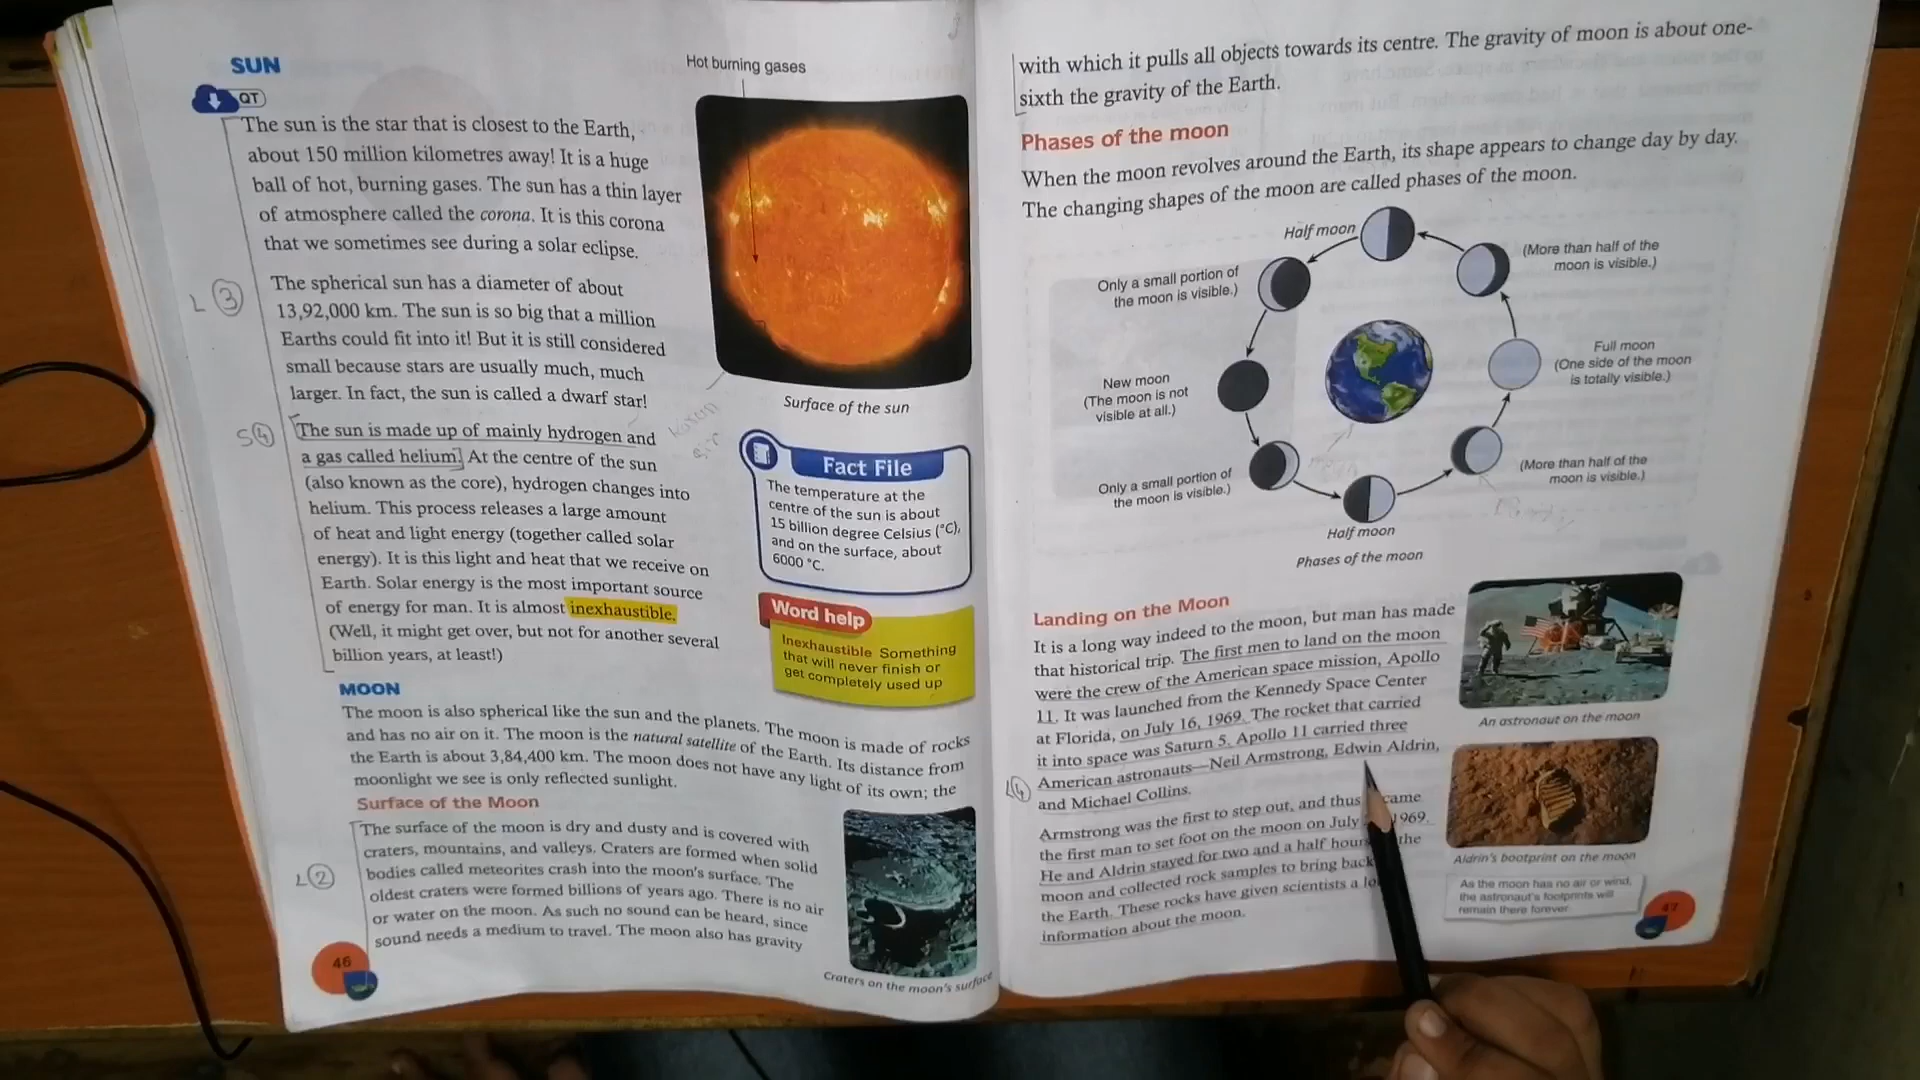 SUN
QT
The sun is the star that is closest to the Earth,
about 150 million kilometres away! It is a huge
ball of hot, burning gases. The sun has a thin layer
of atmosphere called the corona. It is this corona
that we sometimes see during a solar eclipse.
L 3
The spherical sun has a diameter of about
13,92,000 km. The sun is so big that a million
Earths could fit into it! But it is still considered
small because stars are usually much, much
larger. In fact, the sun is called a dwarf star!
S 4
The sun is made up of mainly hydrogen and
a gas called helium. At the centre of the sun
(also known as the core), hydrogen changes into
helium. This process releases a large amount
of heat and light energy (together called solar
energy). It is this light and heat that we receive on
Earth. Solar energy is the most important source
of energy for man. It is almost inexhaustible.
(Well, it might get over, but not for another several
billion years, at least!)
Hot burning gases
Surface of the sun
Fact File
The temperature at the
centre of the sun is about
15 billion degree Celsius (°C),
and on the surface, about
6000 °C.
Word help
Inexhaustible Something
that will never finish or
get completely used up
MOON
The moon is also spherical like the sun and the planets. The moon is made of rocks
and has no air on it. The moon is the natural satellite of the Earth. Its distance from
the Earth is about 3,84,400 km. The moon does not have any light of its own; the
moonlight we see is only reflected sunlight.
Surface of the Moon
L 2
The surface of the moon is dry and dusty and is covered with
craters, mountains, and valleys. Craters are formed when solid
bodies called meteorites crash into the moon's surface. The
oldest craters were formed billions of years ago. There is no air
or water on the moon. As such no sound can be heard, since
sound needs a medium to travel. The moon also has gravity
Craters on the moon's surface
46
with which it pulls all objects towards its centre. The gravity of moon is about one-
sixth the gravity of the Earth.
Phases of the moon
When the moon revolves around the Earth, its shape appears to change day by day.
The changing shapes of the moon are called phases of the moon.
Half moon
(More than half of the
moon is visible.)
Only a small portion of
the moon is visible.)
Full moon
(One side of the moon
is totally visible.)
New moon
(The moon is not
visible at all.)
Only a small portion of
the moon is visible.)
(More than half of the
moon is visible.)
Half moon
Phases of the moon
Landing on the Moon
It is a long way indeed to the moon, but man has made
that historical trip. The first men to land on the moon
were the crew of the American space mission, Apollo
11. It was launched from the Kennedy Space Center
at Florida, on July 16, 1969. The rocket that carried
it into space was Saturn 5. Apollo 11 carried three
American astronauts—Neil Armstrong, Edwin Aldrin,
and Michael Collins.
L 4
Armstrong was the first to step out, and thus came
the first man to set foot on the moon on July 1969.
He and Aldrin stayed for two and a half hours the
moon and collected rock samples to bring back
the Earth. These rocks have given scientists a
information about the moon.
An astronaut on the moon
Aldrin's bootprint on the moon
As the moon has no air or wind,
the astronaut's footprints will
remain there forever.
47